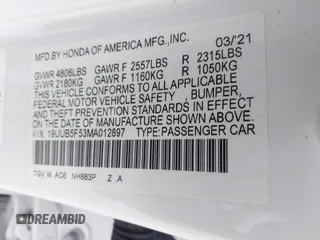 MFD.BY HONDA OF AMERICA MFG.,INC. 03/21
GVWR 4806LBS GAWR F 2557LBS R 2315LBS
GVWR 2180KG GAWR F 1160KG R 1050KG
THIS VEHICLE CONFORMS TO ALL APPLICABLE
FEDERAL MOTOR VEHICLE SAFETY , BUMPER,
AND THEFT PREVENTION STANDARDS IN EFFECT
ON THE DATE OF MANUFACTURE SHOWN ABOVE.
VIN: 19UUB5F53MA012897 TYPE:PASSENGER CAR
TGV M AC6 NH883P Z A
DREAMBID